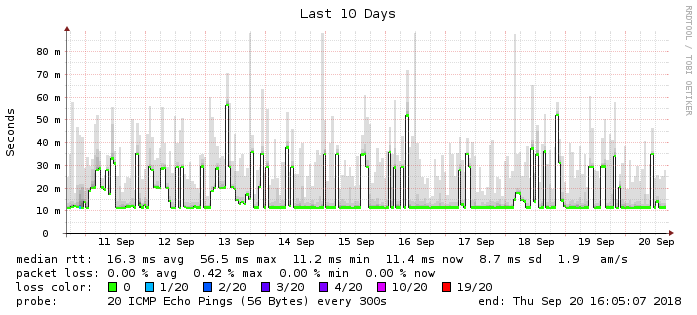 Last 10 Days
RRDTOOL / TOBI OETIKER
Seconds
80 m
70 m
60 m
50 m
40 m
30 m
20 m
10 m
0
11 Sep 12 Sep 13 Sep 14 Sep 15 Sep 16 Sep 17 Sep 18 Sep 19 Sep 20 Sep
median rtt: 16.3 ms avg 56.5 ms max 11.2 ms min 11.4 ms now 8.7 ms sd 1.9 am/s
packet loss: 0.00 % avg 0.42 % max 0.00 % min 0.00 % now
loss color: 0 1/20 2/20 3/20 4/20 10/20 19/20
probe: 20 ICMP Echo Pings (56 Bytes) every 300s end: Thu Sep 20 16:05:07 2018